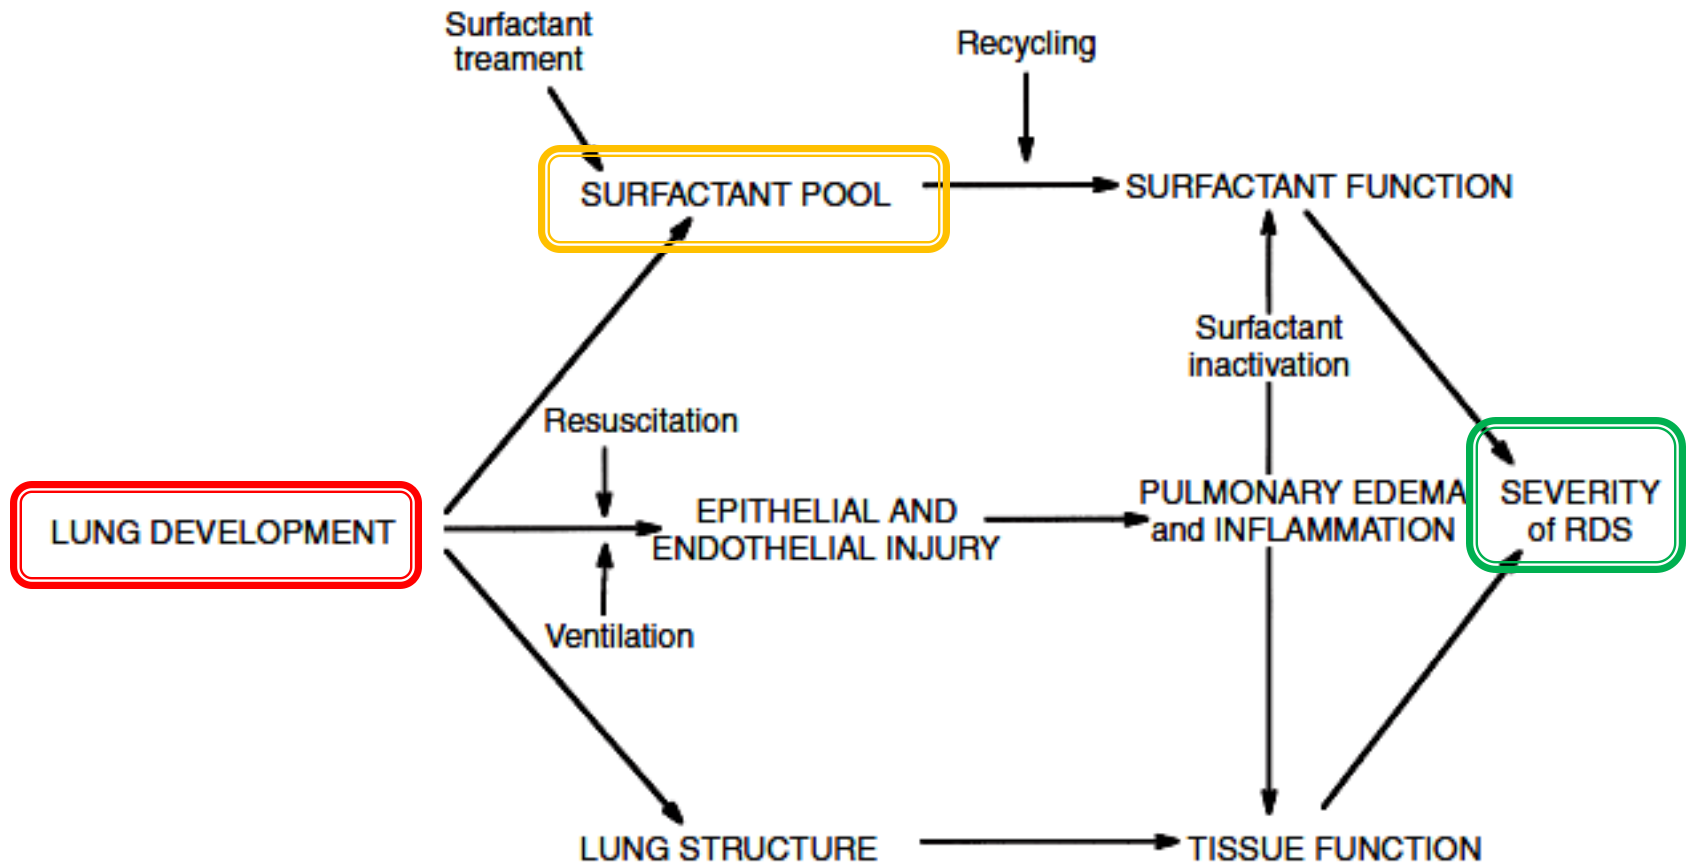 Surfactant
treament
Recycling
SURFACTANT POOL
SURFACTANT FUNCTION
Surfactant
inactivation
Resuscitation
LUNG DEVELOPMENT
EPITHELIAL AND
ENDOTHELIAL INJURY
PULMONARY EDEMA
and INFLAMMATION
SEVERITY
of RDS
Ventilation
LUNG STRUCTURE
TISSUE FUNCTION